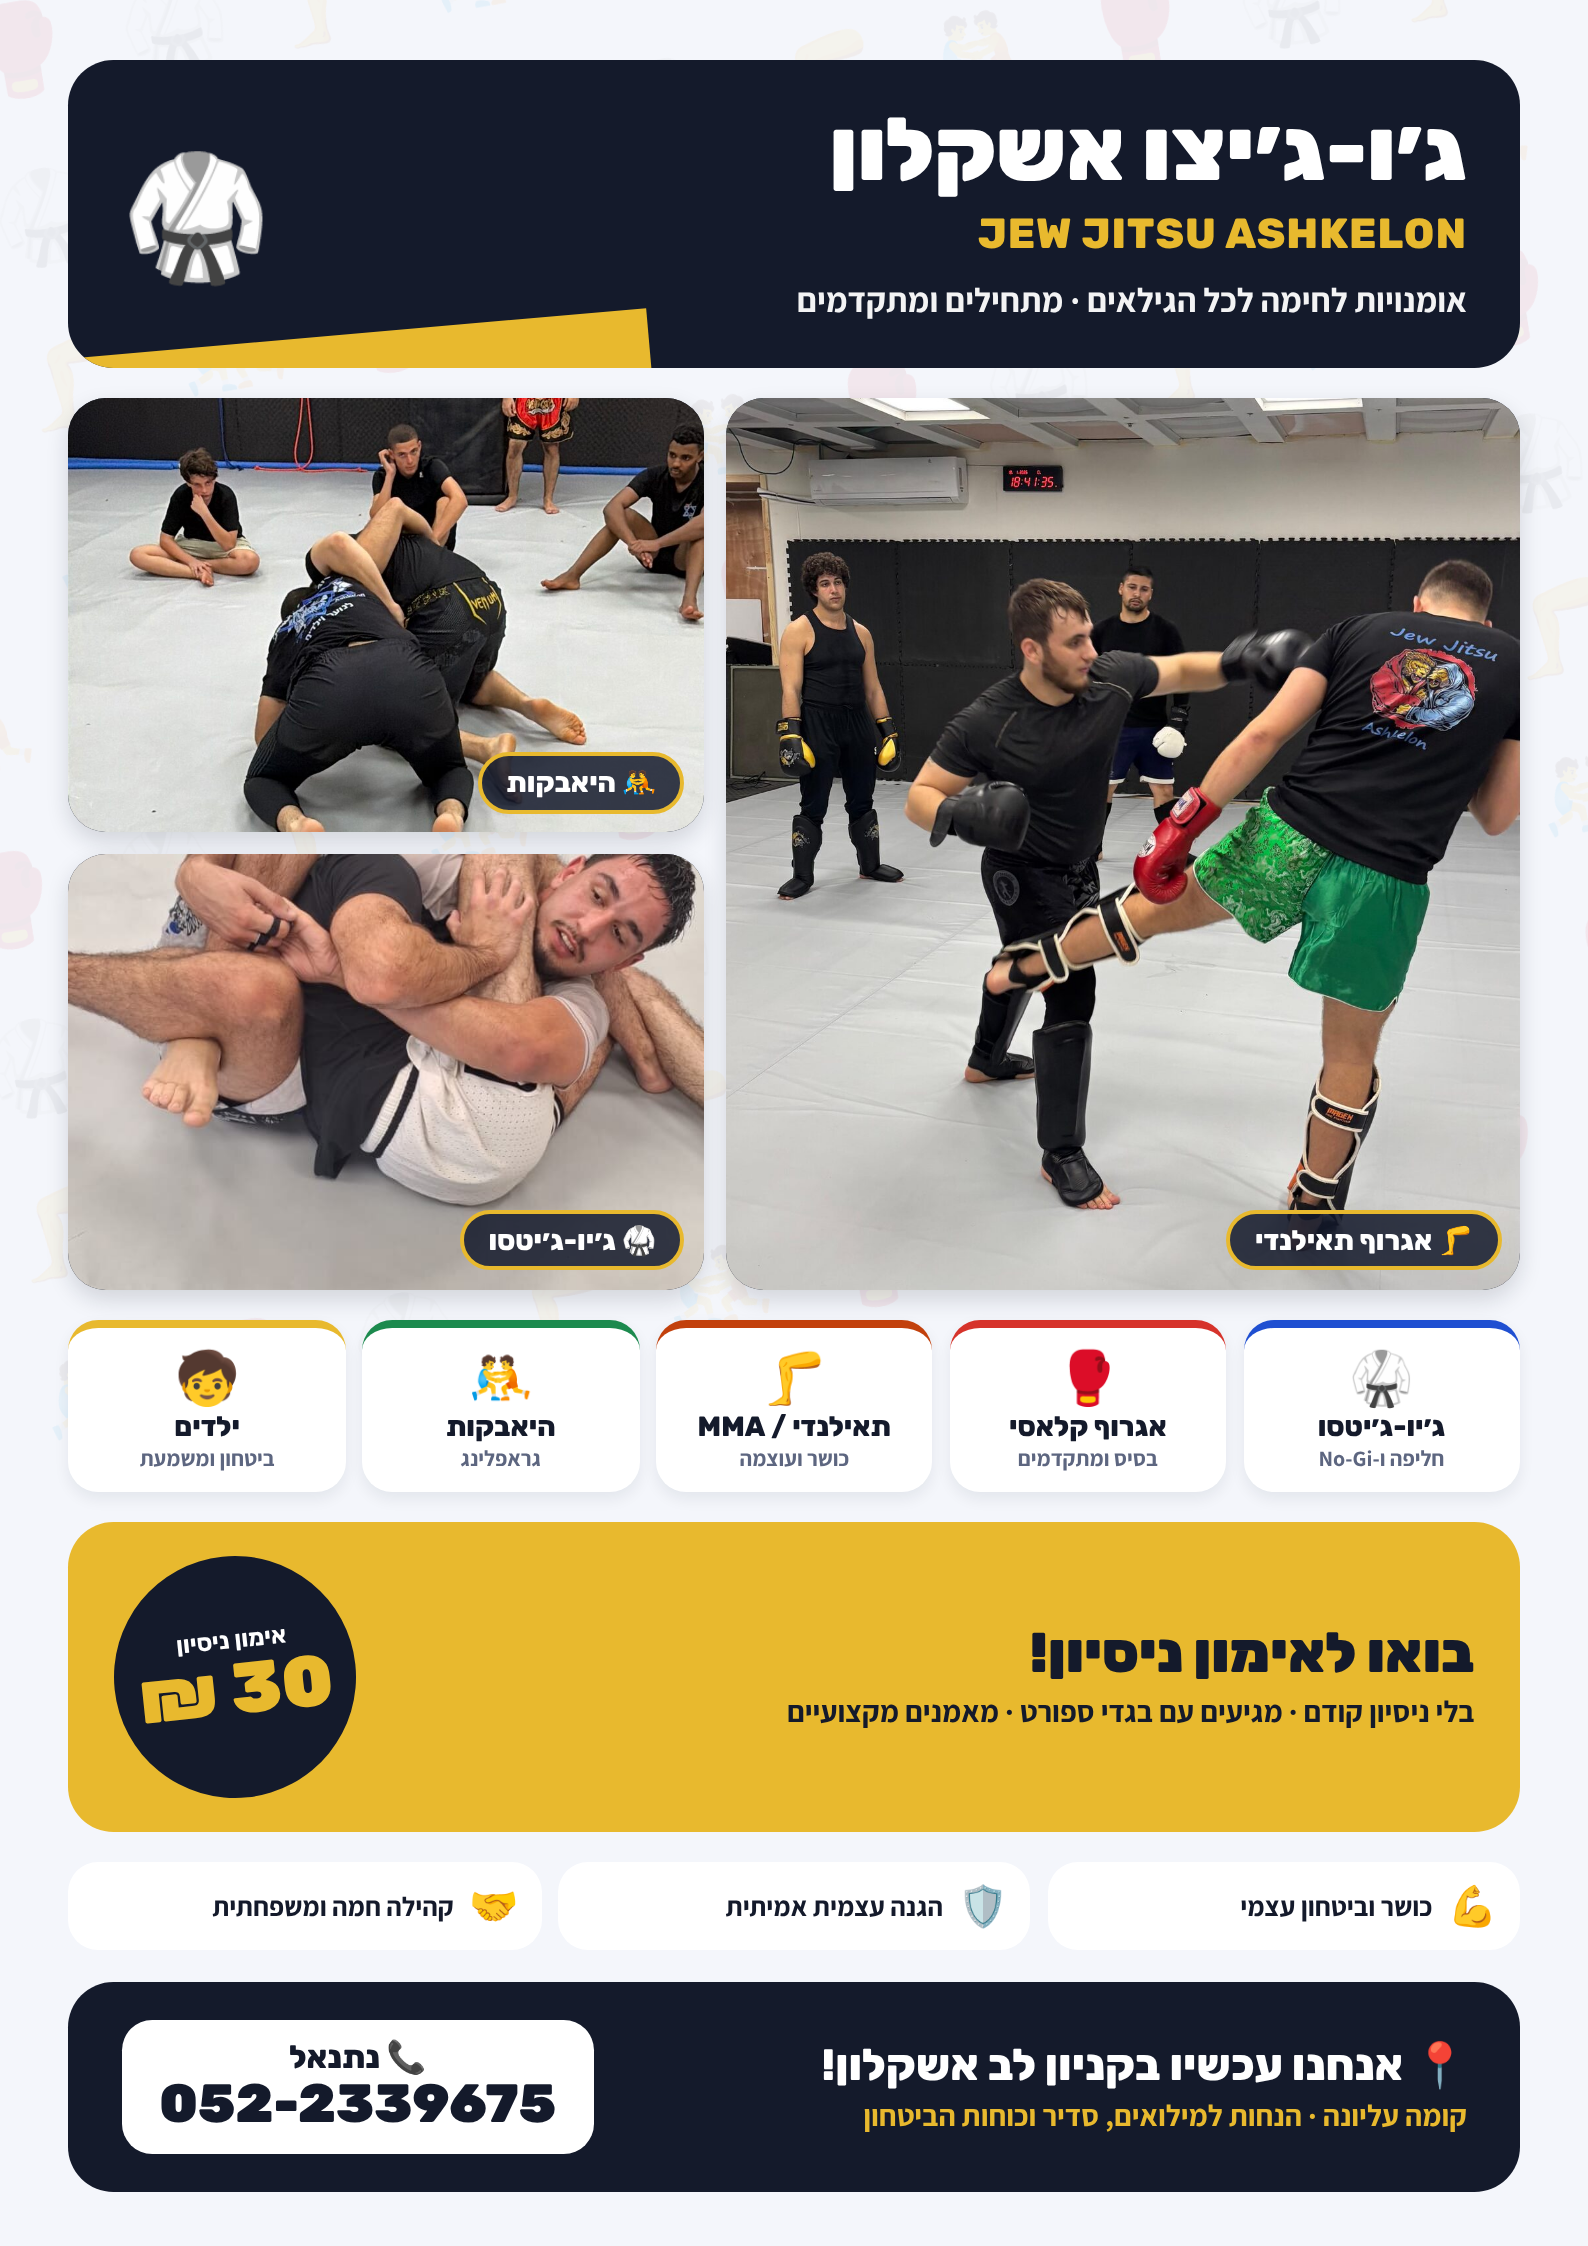 ג׳ו-ג׳יצו אשקלון
JEW JITSU ASHKELON
אומנויות לחימה לכל הגילאים · מתחילים ומתקדמים
18:41:35
Jew Jitsu
Ashkelon
VENUM
🤼 היאבקות
🥋 ג׳יו-ג׳יטסו
🦵 אגרוף תאילנדי
ג׳יו-ג׳יטסו
חליפה ו-No-Gi
אגרוף קלאסי
בסיס ומתקדמים
תאילנדי / MMA
כושר ועוצמה
היאבקות
גראפלינג
ילדים
ביטחון ומשמעת
בואו לאימון ניסיון!
בלי ניסיון קודם · מגיעים עם בגדי ספורט · מאמנים מקצועיים
אימון ניסיון
30 ₪
כושר וביטחון עצמי
הגנה עצמית אמיתית
קהילה חמה ומשפחתית
📍 אנחנו עכשיו בקניון לב אשקלון!
קומה עליונה · הנחות למילואים, סדיר וכוחות הביטחון
📞 נתנאל
052-2339675